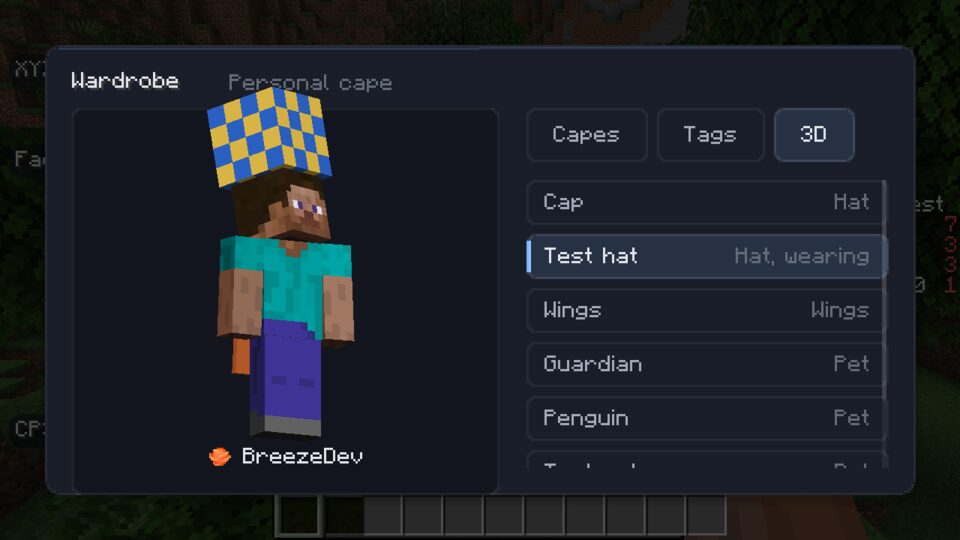 Wardrobe Personal cape
XYZ
Capes Tags 3D
Cap Hat
Test hat Hat, wearing
Wings Wings
Guardian Pet
Penguin Pet
BreezeDev